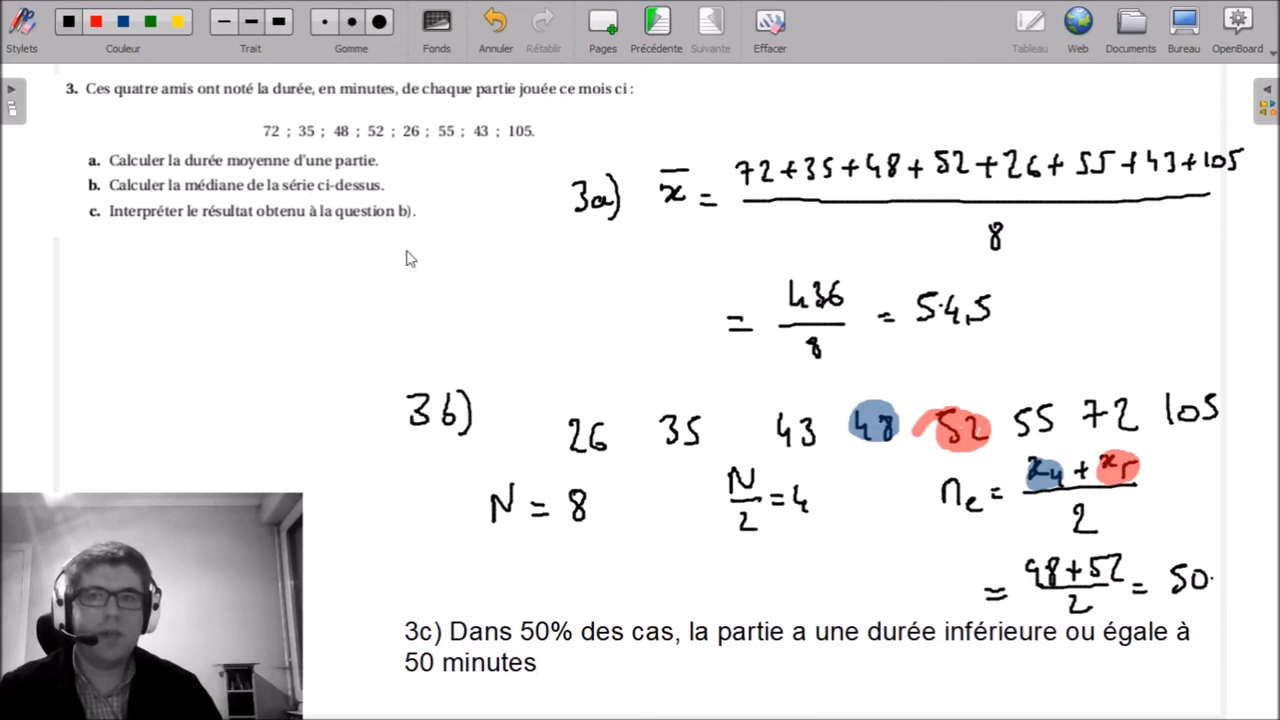 Stylets Couleur Trait Gomme Fonds Annuler Rétablir Pages Précédente Suivante Effacer Tableau Web Documents Bureau OpenBoard
3. Ces quatre amis ont noté la durée, en minutes, de chaque partie jouée ce mois ci :
72 ; 35 ; 48 ; 52 ; 26 ; 55 ; 43 ; 105.
a. Calculer la durée moyenne d'une partie.
b. Calculer la médiane de la série ci-dessus.
c. Interpréter le résultat obtenu à la question b).
3a) x̄ = 72+35+48+52+26+55+43+105
8
= 436/8 = 54,5
3b) 26 35 43 48 52 55 72 105
N = 8 N/2 = 4 Me = (x4 + x5)/2
= (48+52)/2 = 50.
3c) Dans 50% des cas, la partie a une durée inférieure ou égale à
50 minutes